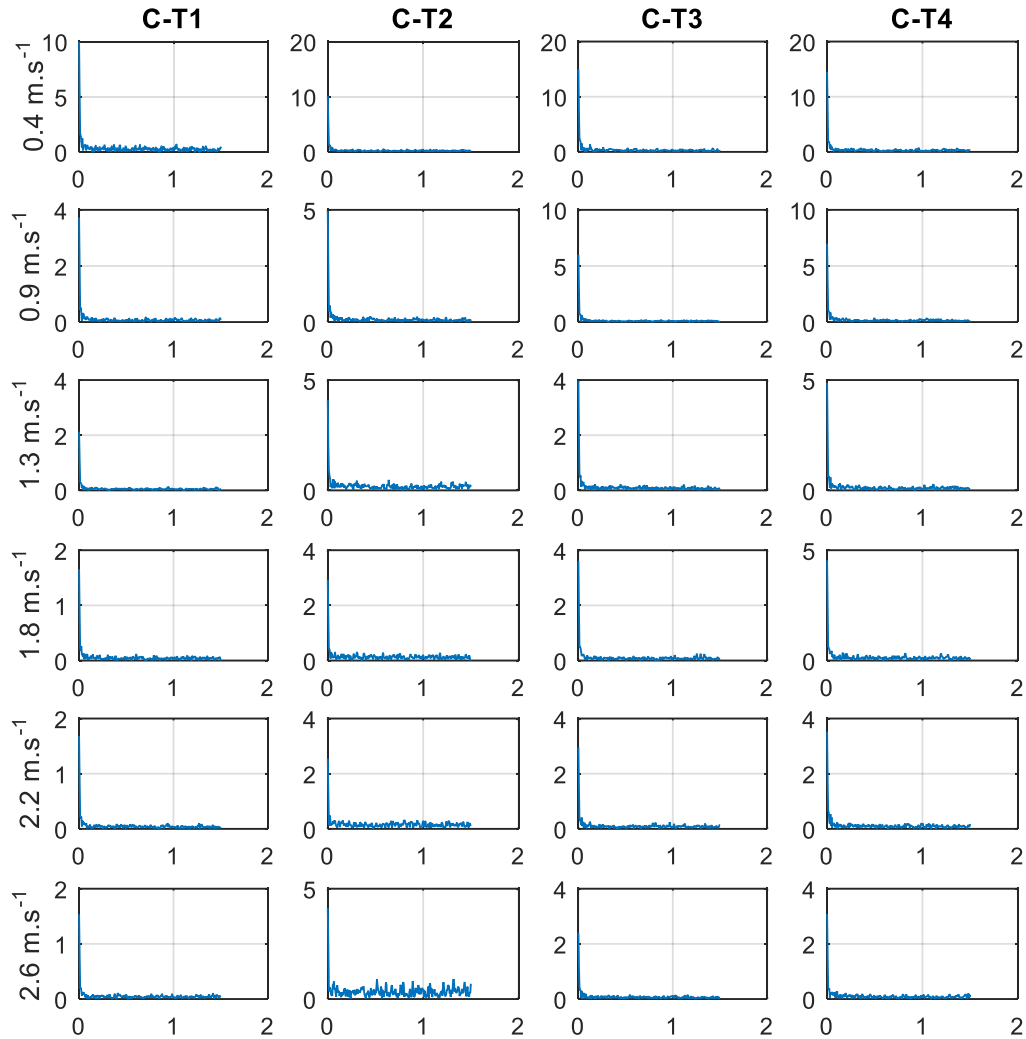 C-T1 C-T2 C-T3 C-T4
0.4 m.s⁻¹
10 20 20 20
5 10 10 10
0 0 0 0
0 1 2 0 1 2 0 1 2 0 1 2
0.9 m.s⁻¹
4 5 10 10
2 5 5
0 0 0 0
0 1 2 0 1 2 0 1 2 0 1 2
1.3 m.s⁻¹
4 5 4 5
2 2
0 0 0 0
0 1 2 0 1 2 0 1 2 0 1 2
1.8 m.s⁻¹
2 4 4 5
1 2 2
0 0 0 0
0 1 2 0 1 2 0 1 2 0 1 2
2.2 m.s⁻¹
2 4 4 4
1 2 2 2
0 0 0 0
0 1 2 0 1 2 0 1 2 0 1 2
2.6 m.s⁻¹
2 5 4 4
1 2 2
0 0 0 0
0 1 2 0 1 2 0 1 2 0 1 2